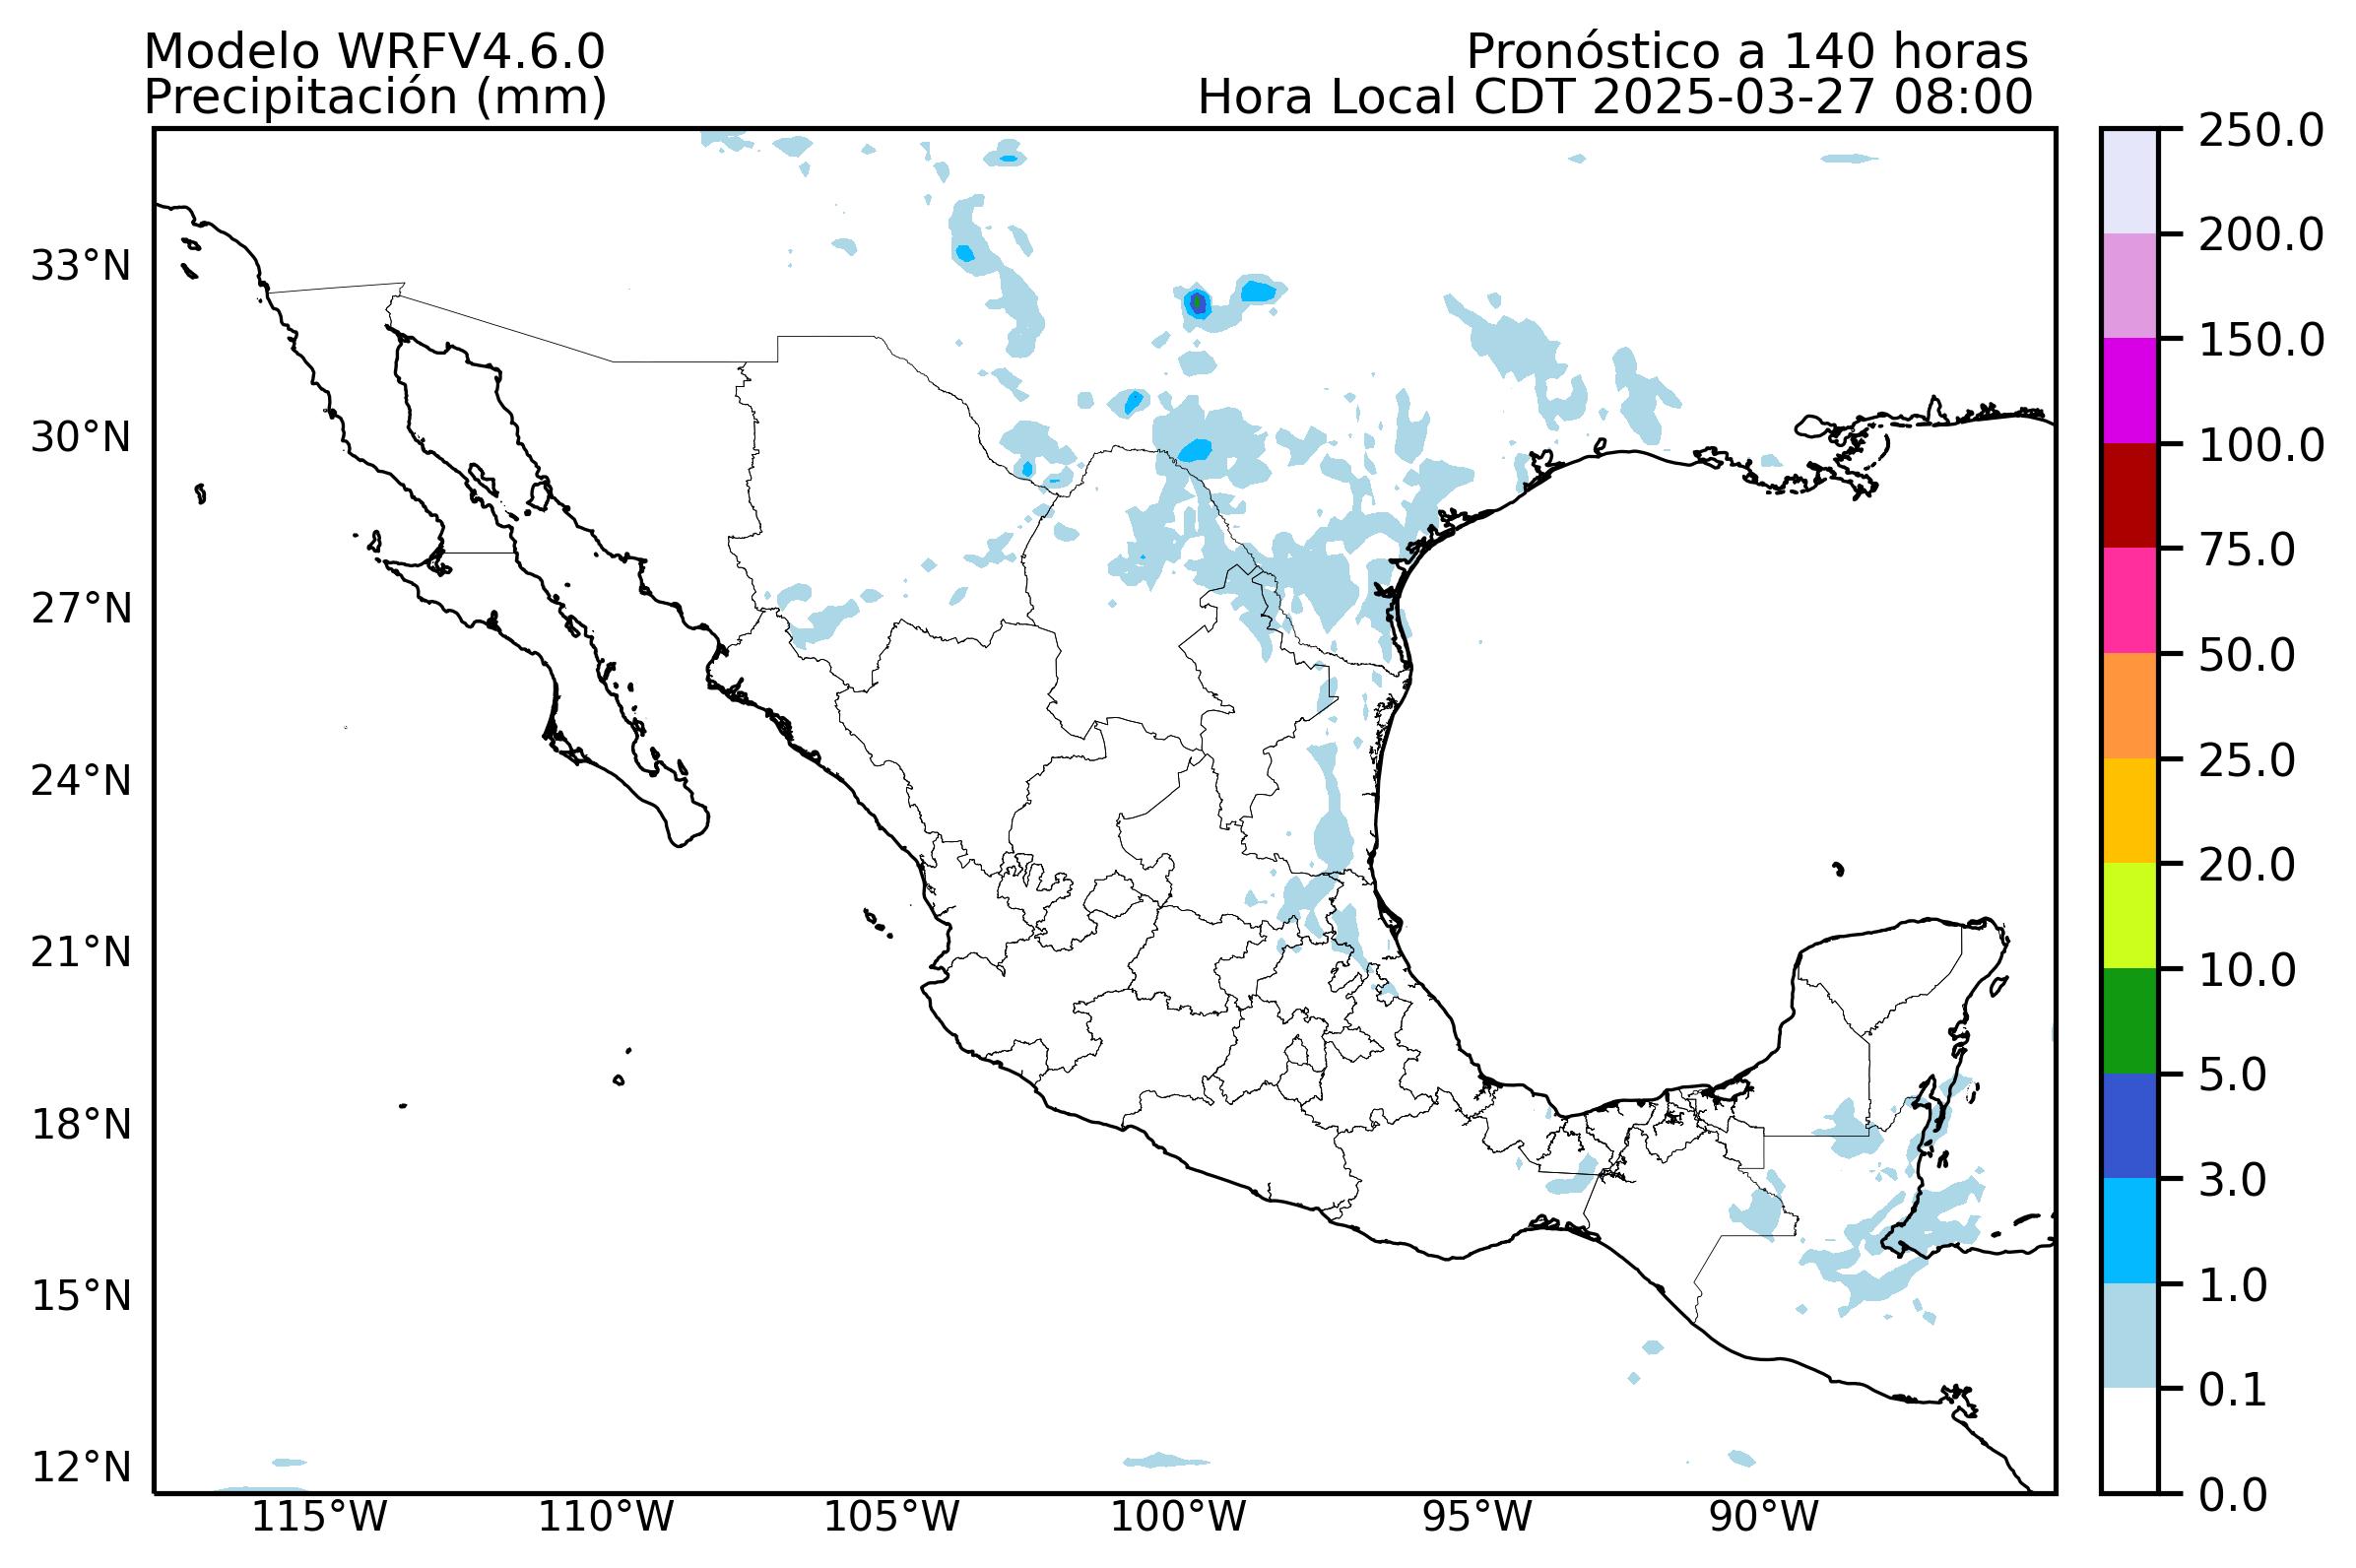 Modelo WRFV4.6.0
Precipitación (mm)
Pronóstico a 140 horas
Hora Local CDT 2025-03-27 08:00
33°N
30°N
27°N
24°N
21°N
18°N
15°N
12°N
115°W
110°W
105°W
100°W
95°W
90°W
250.0
200.0
150.0
100.0
75.0
50.0
25.0
20.0
10.0
5.0
3.0
1.0
0.1
0.0